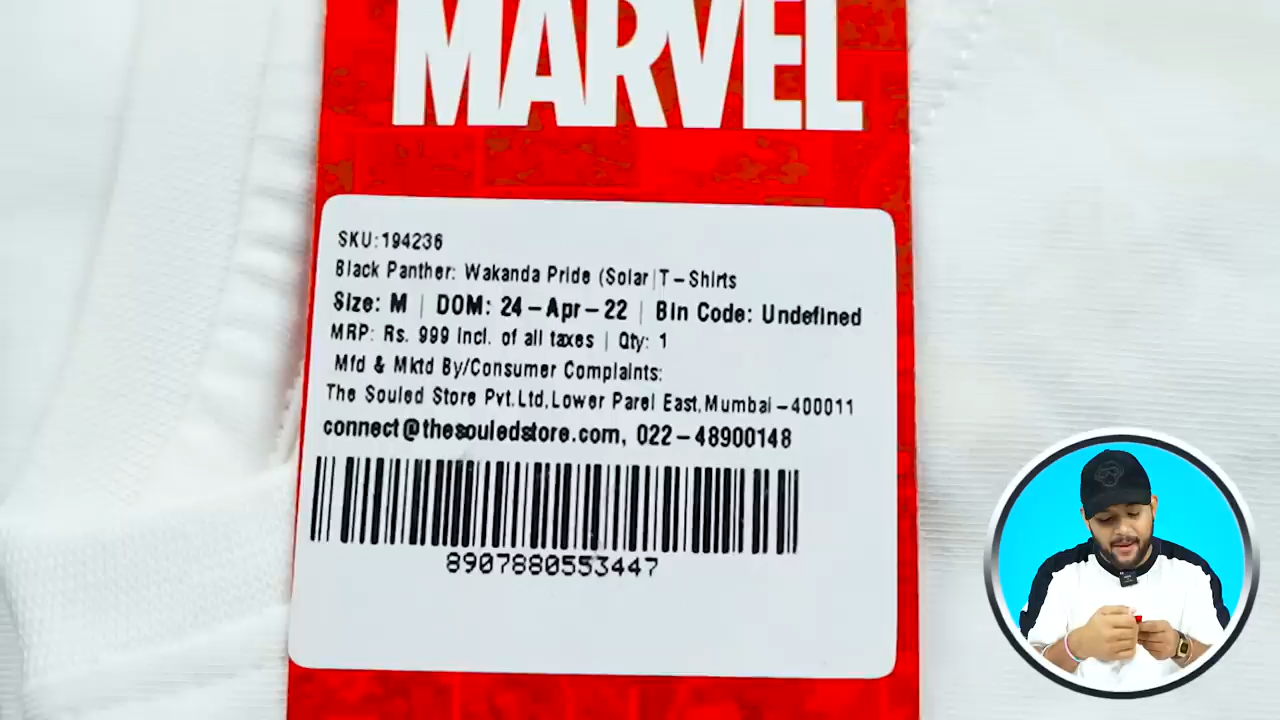 MARVEL
SKU:194236
Black Panther: Wakanda Pride (Solar|T-Shirts
Size: M | DOM: 24-Apr-22 | Bin Code: Undefined
MRP: Rs. 999 Incl. of all taxes | Qty: 1
Mfd & Mktd By/Consumer Complaints:
The Souled Store Pvt.Ltd,Lower Parel East,Mumbai-400011
connect@thesouledstore.com, 022-48900148
8907880553447